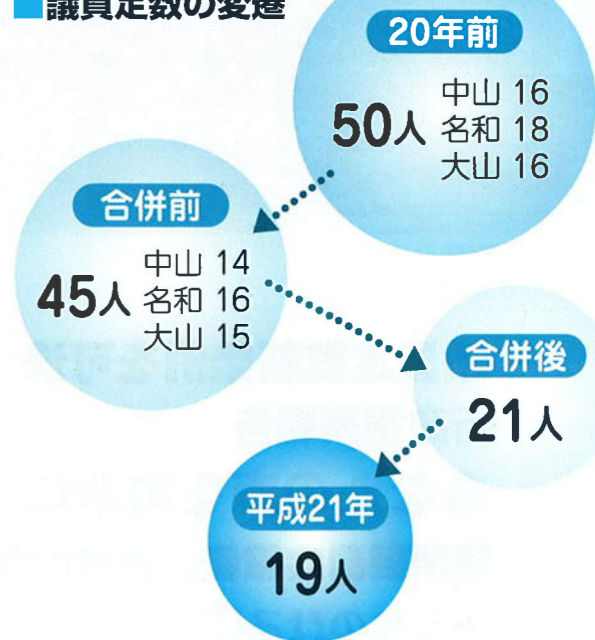 ■議員定数の変遷
20年前
50人
中山 16
名和 18
大山 16
合併前
45人
中山 14
名和 16
大山 15
合併後
21人
平成21年
19人